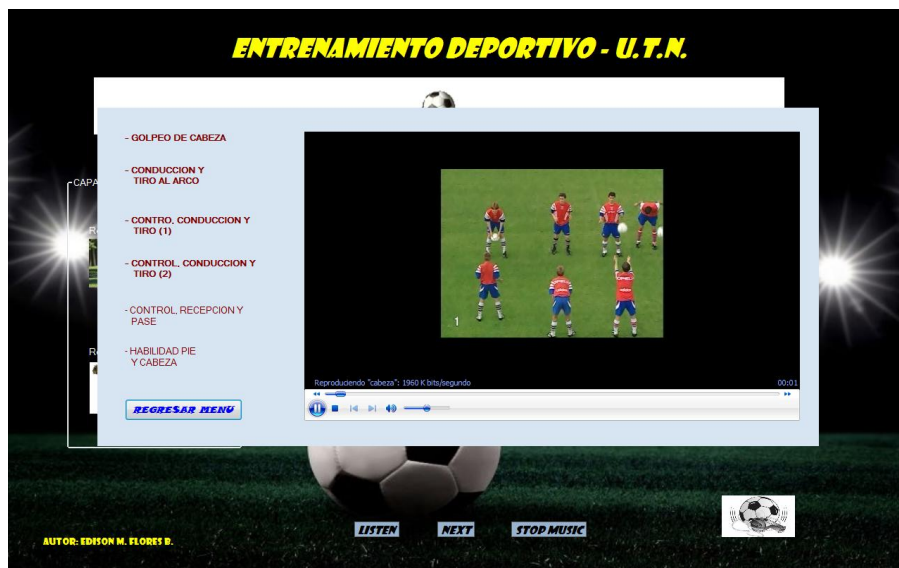 ENTRENAMIENTO DEPORTIVO - U.T.N.
- GOLPEO DE CABEZA
- CONDUCCION Y
TIRO AL ARCO
CAPA
- CONTRO, CONDUCCION Y
TIRO (1)
- CONTROL, CONDUCCION Y
TIRO (2)
- CONTROL, RECEPCION Y
PASE
- HABILIDAD PIE
Y CABEZA
REGRESAR MENU
1
Reproduciendo "cabeza": 1960 K bits/segundo
00:01
LISTEN
NEXT
STOP MUSIC
AUTOR: EDISON M. FLORES B.